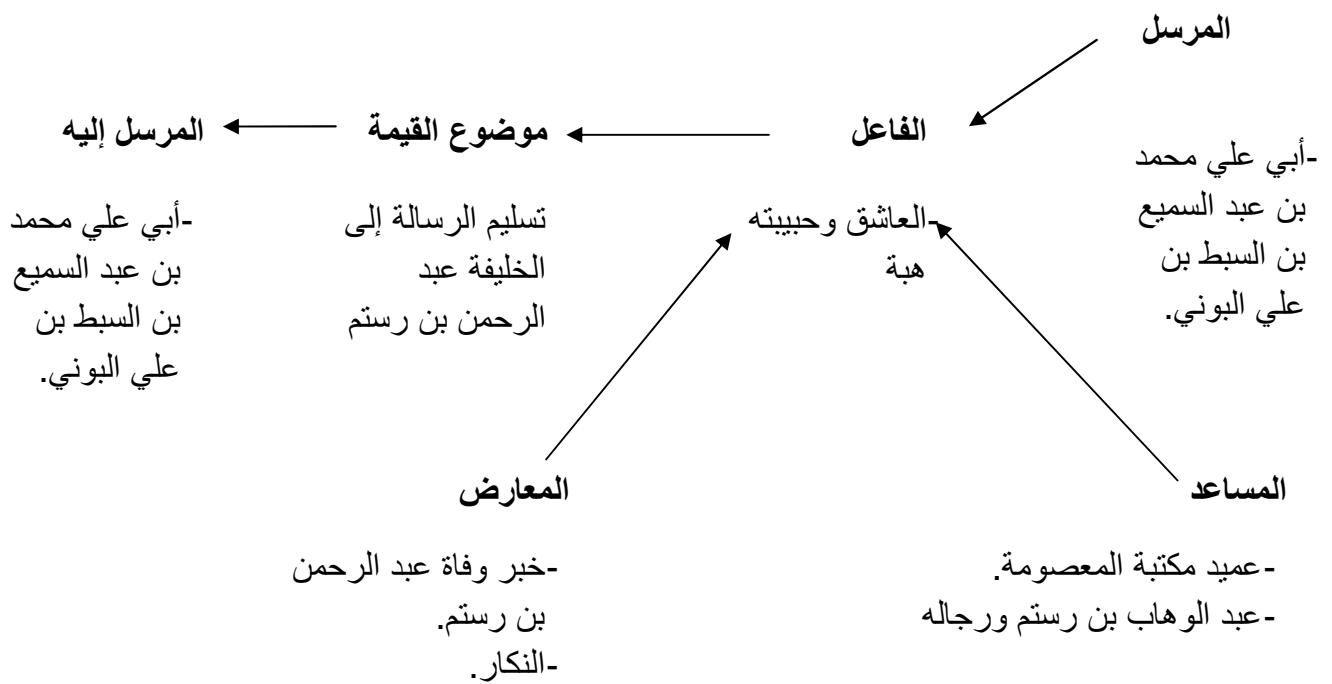 المرسل
-أبي علي محمد
بن عبد السميع
بن السبط بن
علي البوني.
الفاعل
-العاشق وحبيبته
هبة
موضوع القيمة
تسليم الرسالة إلى
الخليفة عبد
الرحمن بن رستم
المرسل إليه
-أبي علي محمد
بن عبد السميع
بن السبط بن
علي البوني.
المساعد
-عميد مكتبة المعصومة.
-عبد الوهاب بن رستم ورجاله
المعارض
-خبر وفاة عبد الرحمن
بن رستم.
-النكار.